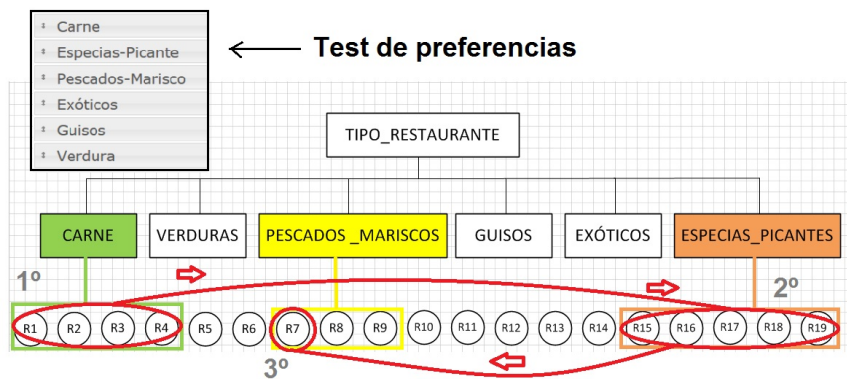 Carne
Especias-Picante
Pescados-Marisco
Exóticos
Guisos
Verdura
Test de preferencias
TIPO_RESTAURANTE
CARNE VERDURAS PESCADOS _MARISCOS GUISOS EXÓTICOS ESPECIAS_PICANTES
1º 2º
R1 R2 R3 R4 R5 R6 R7 R8 R9 R10 R11 R12 R13 R14 R15 R16 R17 R18 R19
3º